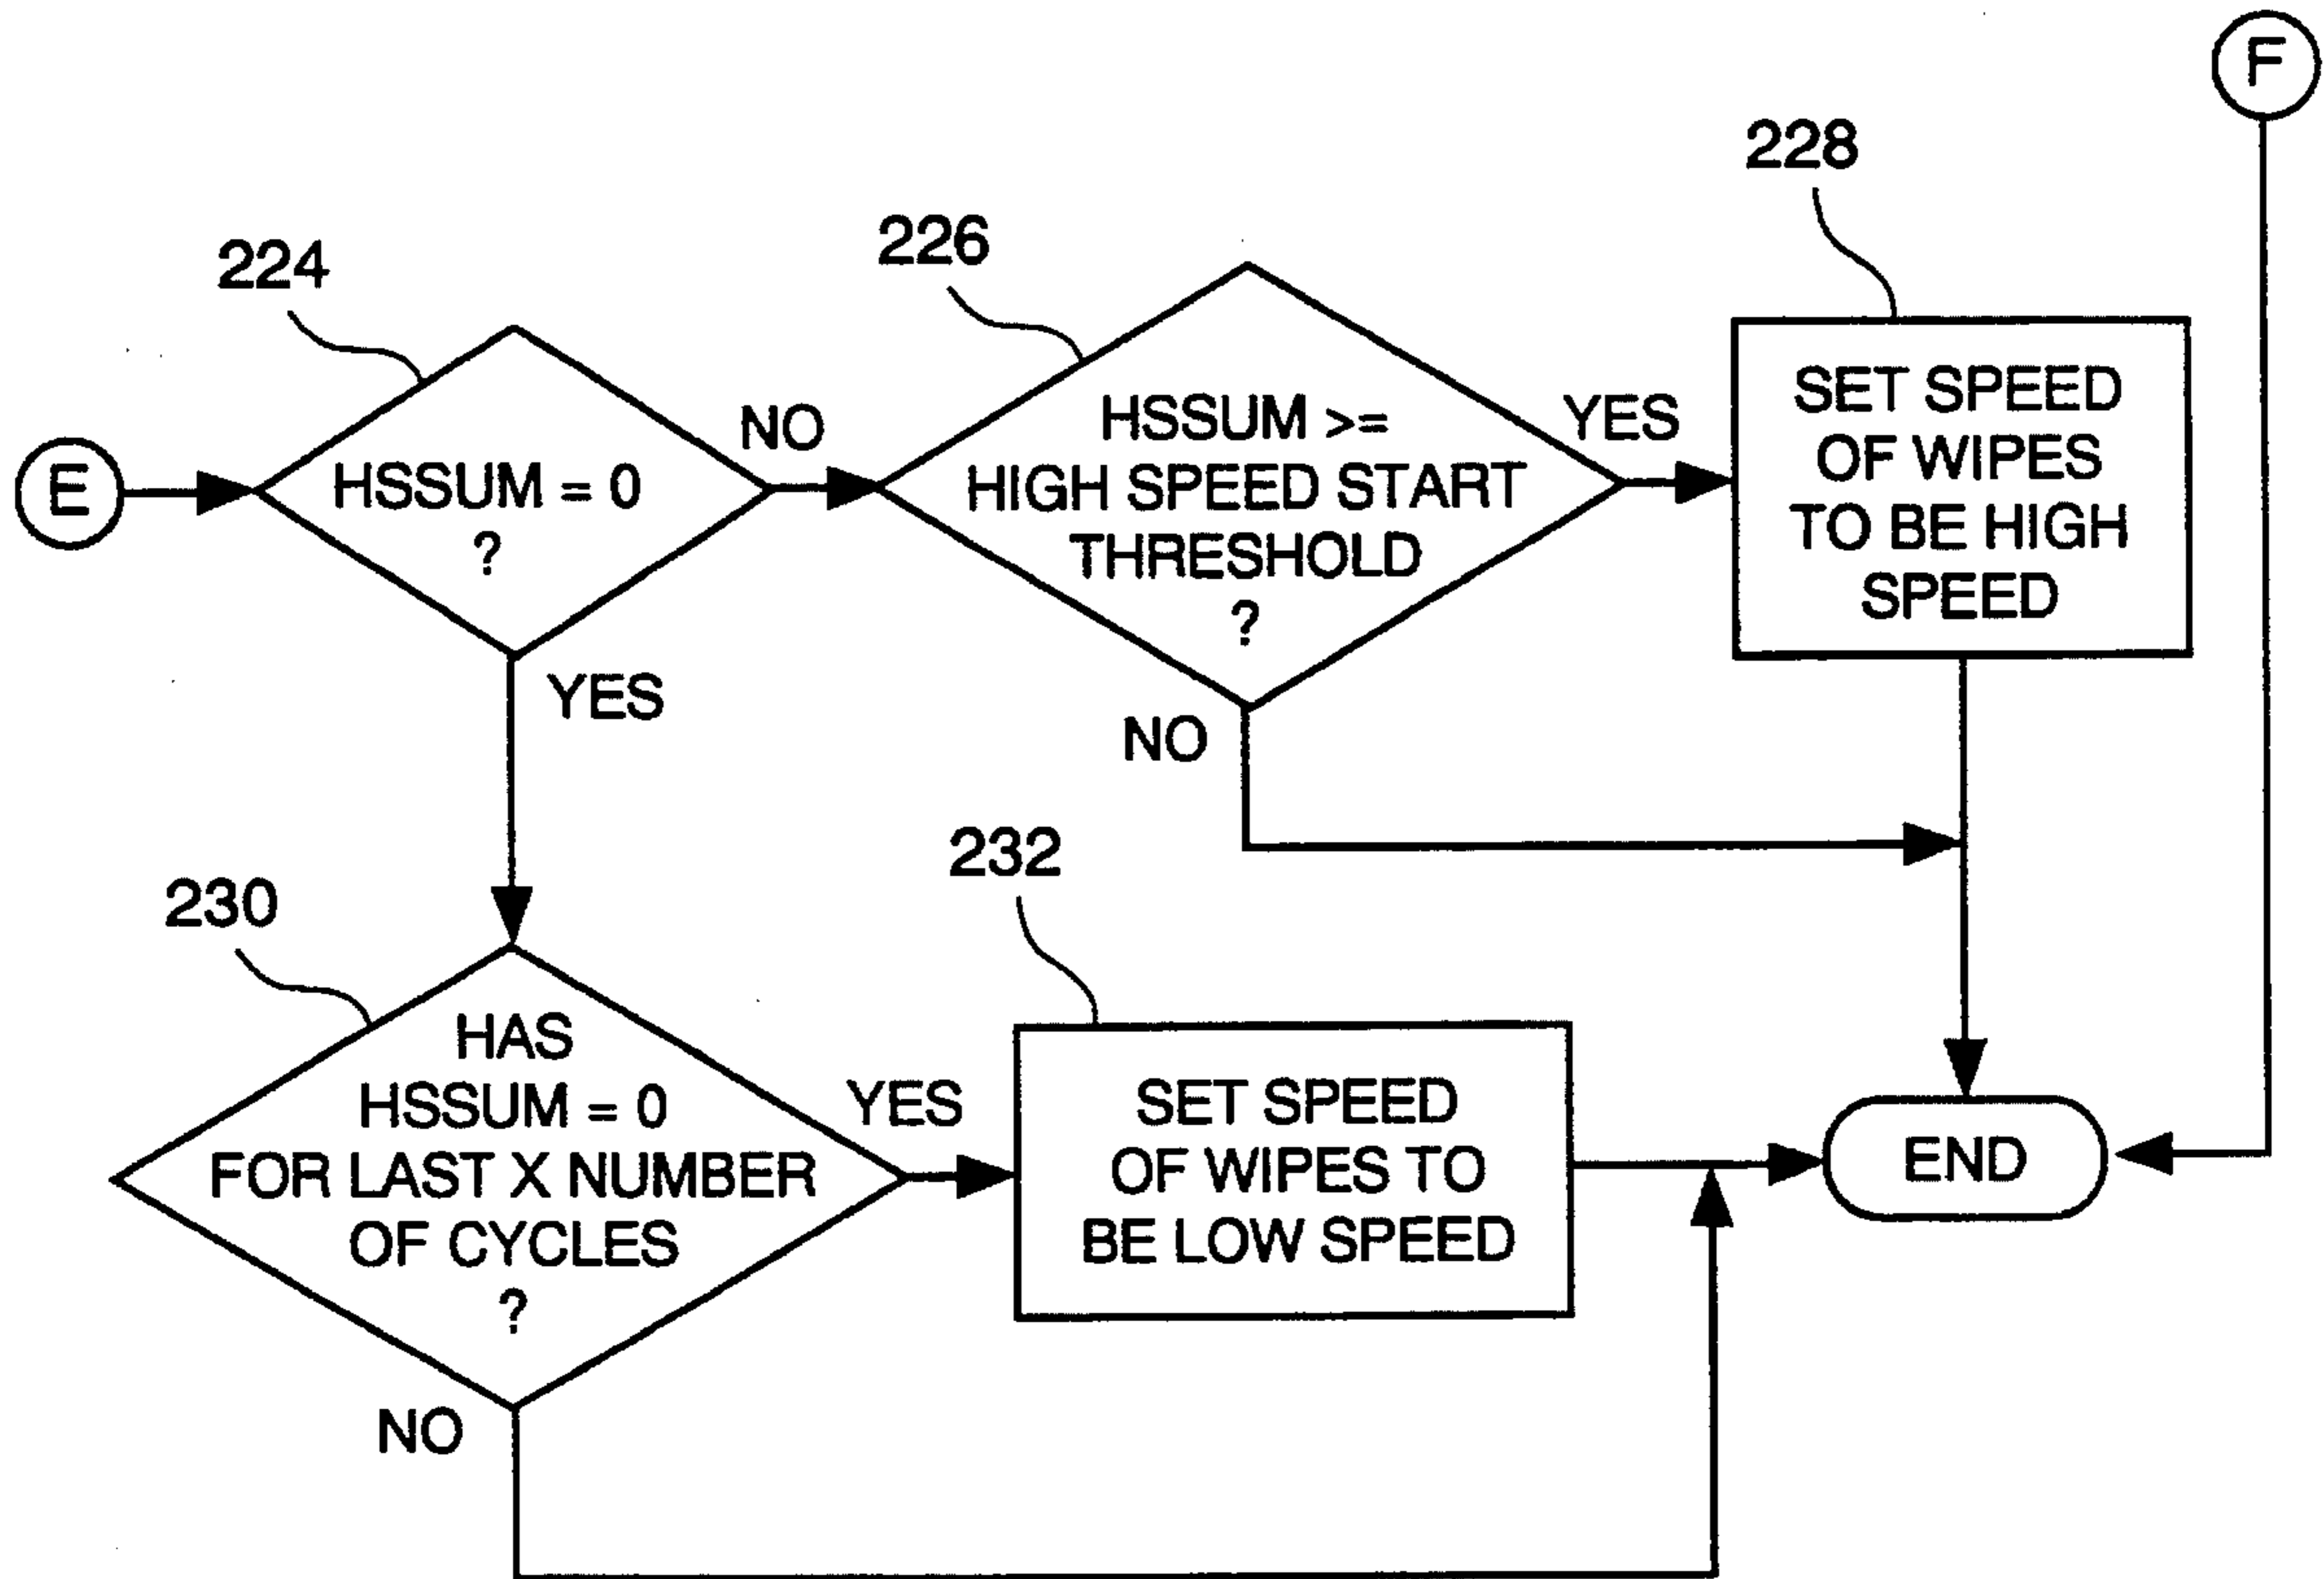 F
228
226
224
E
HSSUM = 0
?
NO
HSSUM >=
HIGH SPEED START
THRESHOLD
?
YES
SET SPEED
OF WIPES
TO BE HIGH
SPEED
YES
NO
232
230
HAS
HSSUM = 0
FOR LAST X NUMBER
OF CYCLES
?
YES
SET SPEED
OF WIPES TO
BE LOW SPEED
END
NO